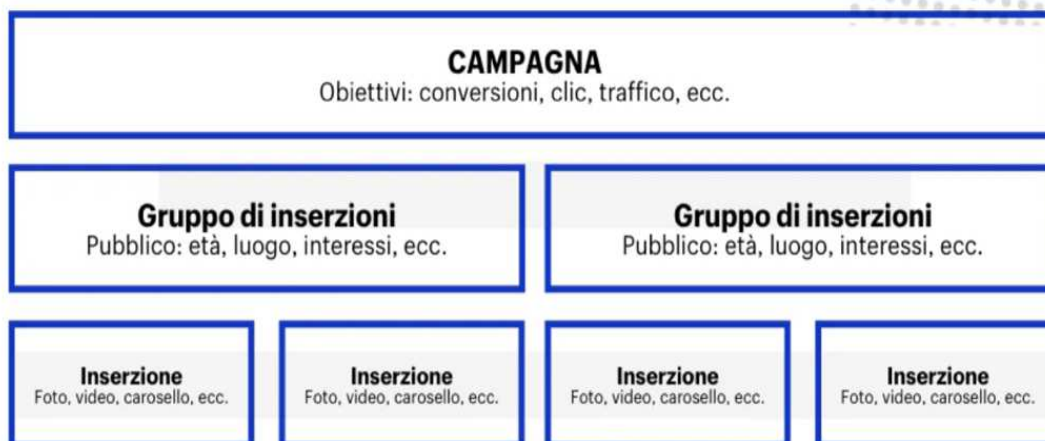 CAMPAGNA
Obiettivi: conversioni, clic, traffico, ecc.
Gruppo di inserzioni
Pubblico: età, luogo, interessi, ecc.
Gruppo di inserzioni
Pubblico: età, luogo, interessi, ecc.
Inserzione
Foto, video, carosello, ecc.
Inserzione
Foto, video, carosello, ecc.
Inserzione
Foto, video, carosello, ecc.
Inserzione
Foto, video, carosello, ecc.